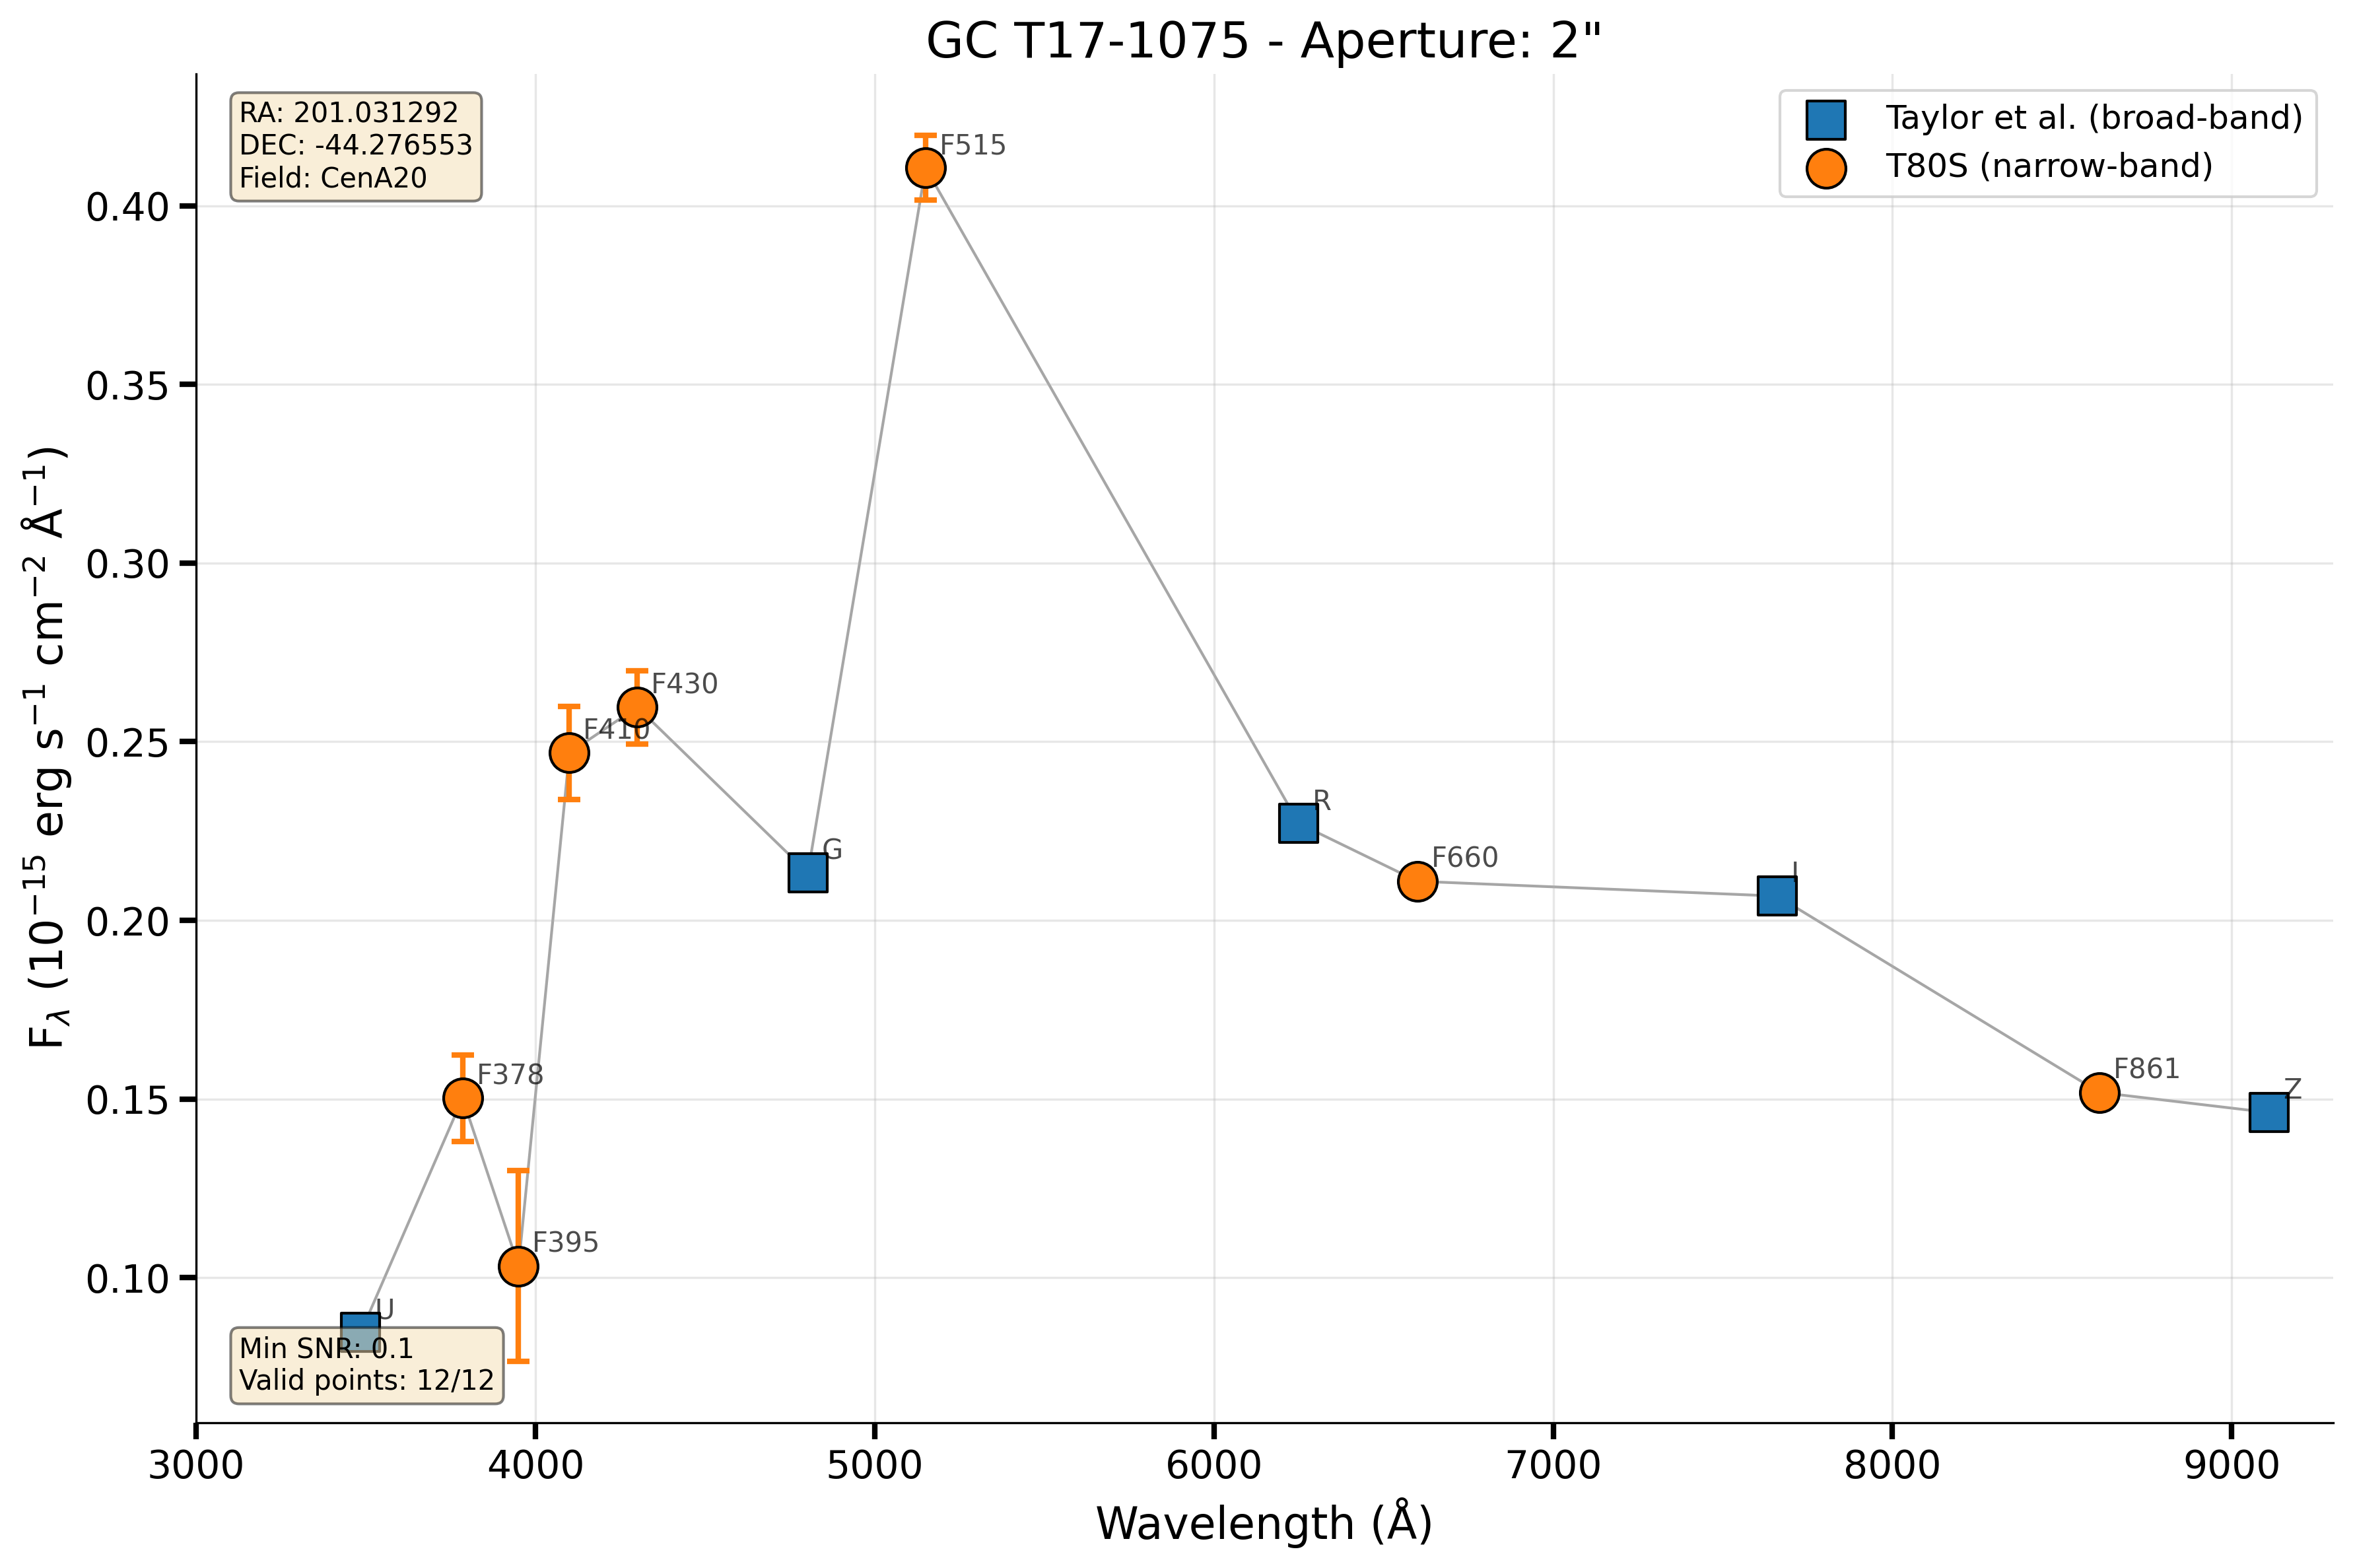 GC T17-1075 - Aperture: 2"
RA: 201.031292
DEC: -44.276553
Field: CenA20
Taylor et al. (broad-band)
T80S (narrow-band)
F515
0.40
0.35
0.30
F430
F410
0.25
R
G
F660
I
0.20
F378
F861
Z
0.15
F395
0.10
U
Min SNR: 0.1
Valid points: 12/12
F_λ (10⁻¹⁵ erg s⁻¹ cm⁻² Å⁻¹)
3000 4000 5000 6000 7000 8000 9000
Wavelength (Å)